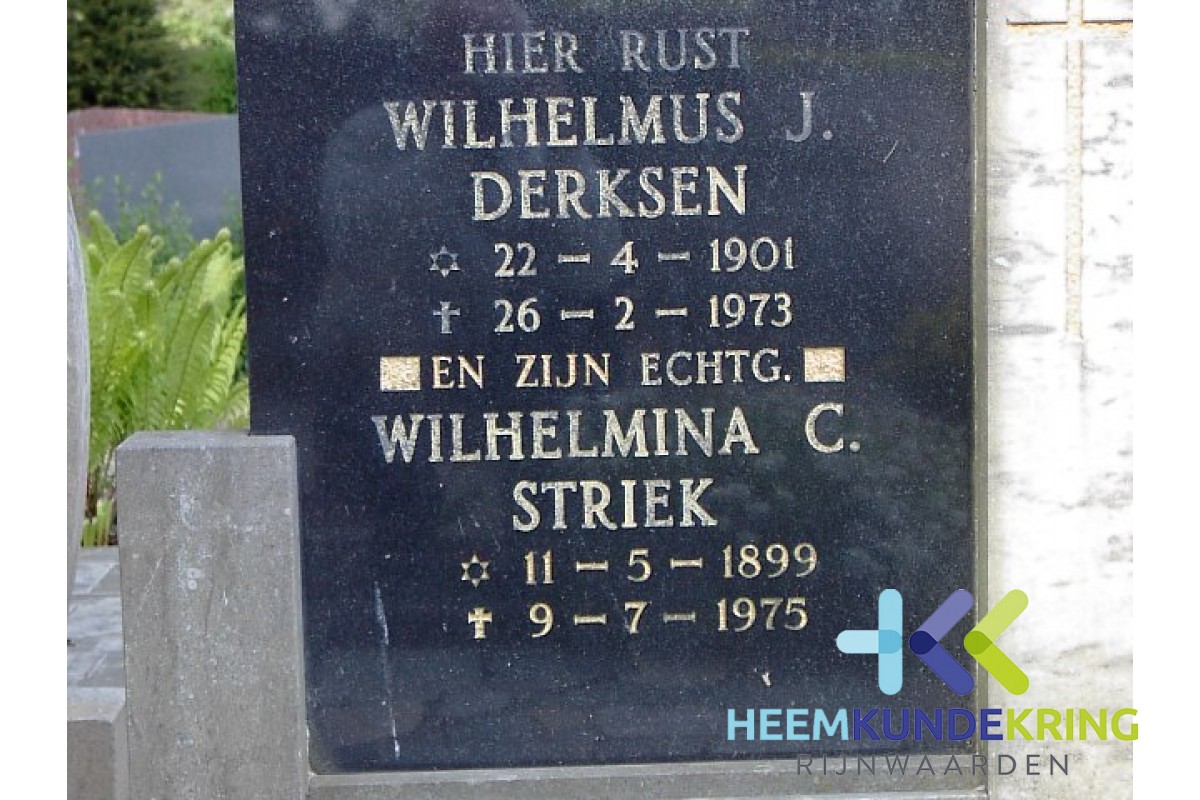 HIER RUST
WILHELMUS J.
DERKSEN
✡ 22 – 4 – 1901
✝ 26 – 2 – 1973
EN ZIJN ECHTG.
WILHELMINA C.
STRIEK
✡ 11 – 5 – 1899
✝ 9 – 7 – 1975
HEEMKUNDEKRING
RIJNWAARDEN